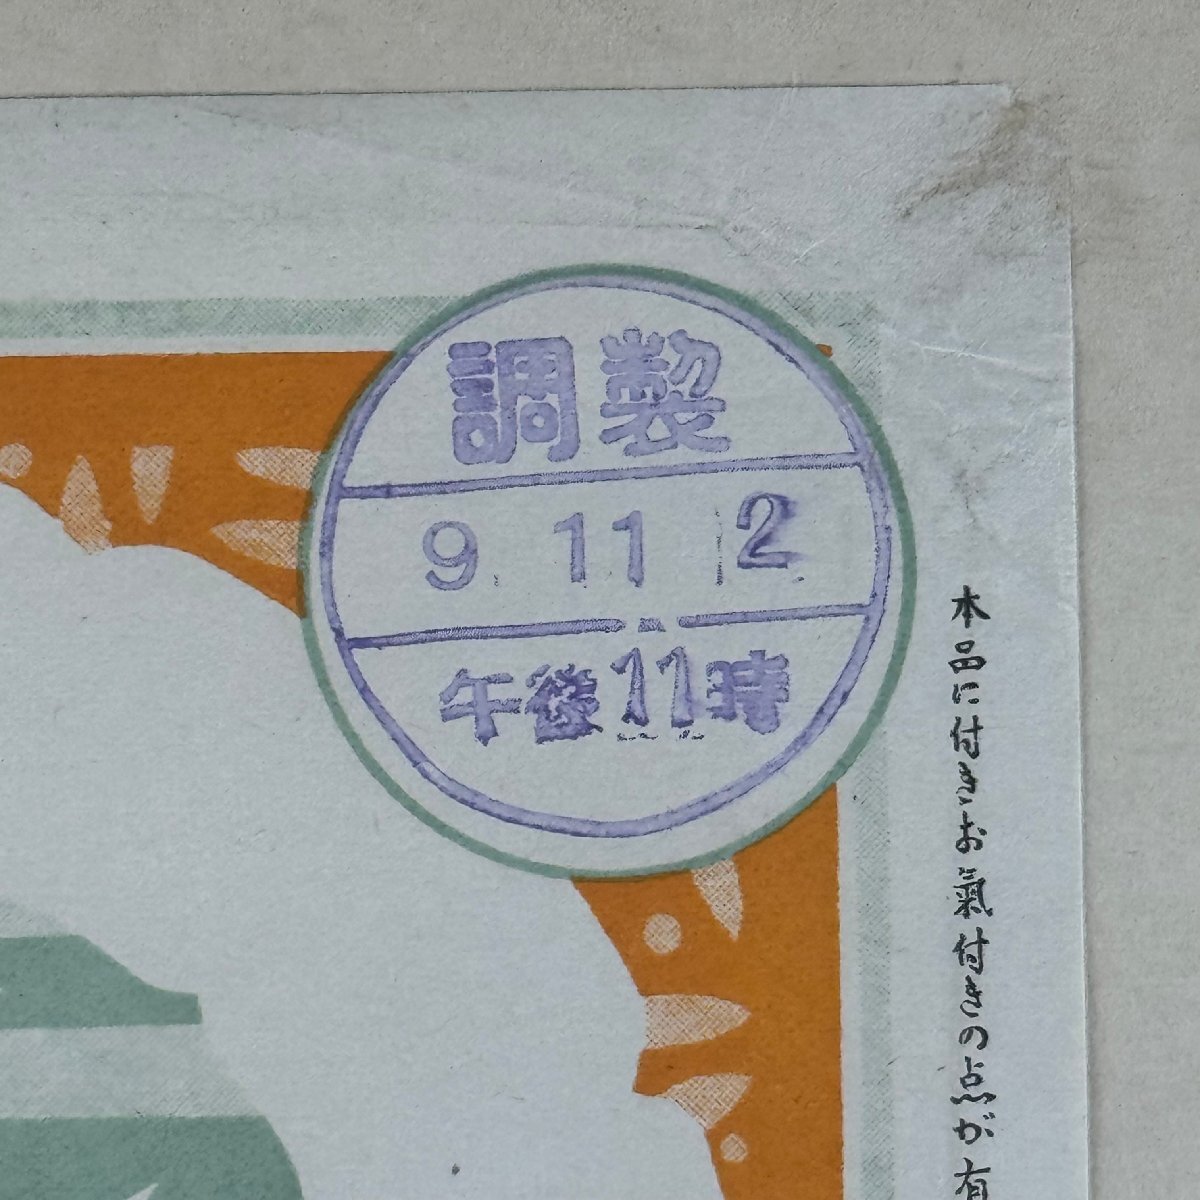 調製
9. 11 2
午後11時
本品に付きお氣付きの点が有